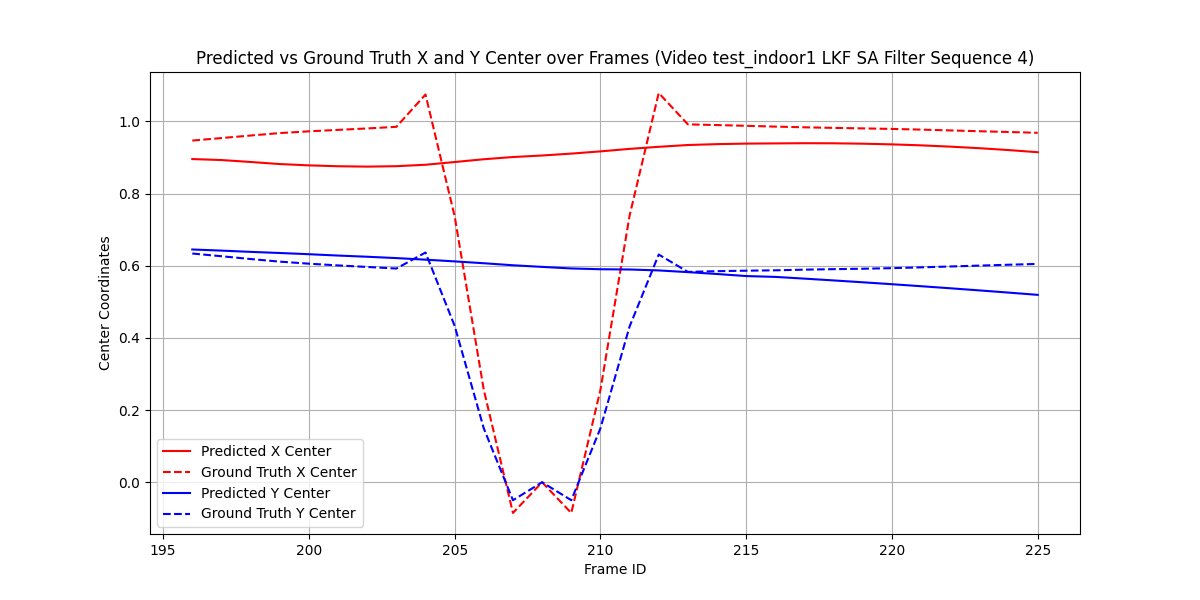 Predicted vs Ground Truth X and Y Center over Frames (Video test_indoor1 LKF SA Filter Sequence 4)
Center Coordinates
1.0
0.8
0.6
0.4
0.2
0.0
Predicted X Center
Ground Truth X Center
Predicted Y Center
Ground Truth Y Center
195 200 205 210 215 220 225
Frame ID